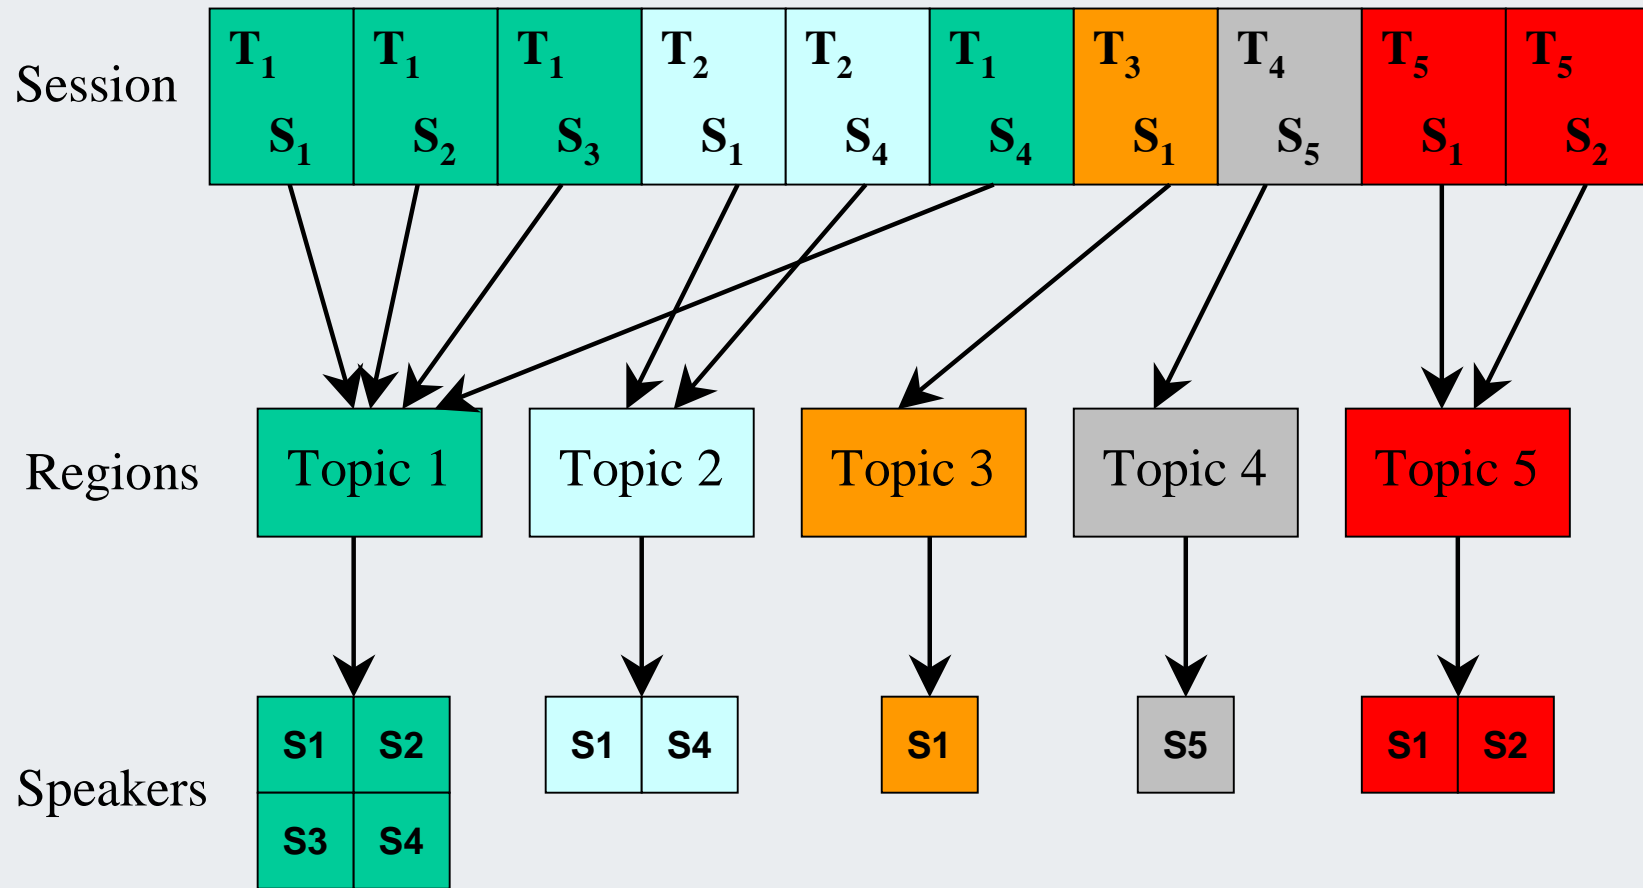 T₁ T₁ T₁ T₂ T₂ T₁ T₃ T₄ T₅ T₅
Session
S₁ S₂ S₃ S₁ S₄ S₄ S₁ S₅ S₁ S₂
Regions Topic 1 Topic 2 Topic 3 Topic 4 Topic 5
S1 S2 S1 S4 S1 S5 S1 S2
Speakers
S3 S4